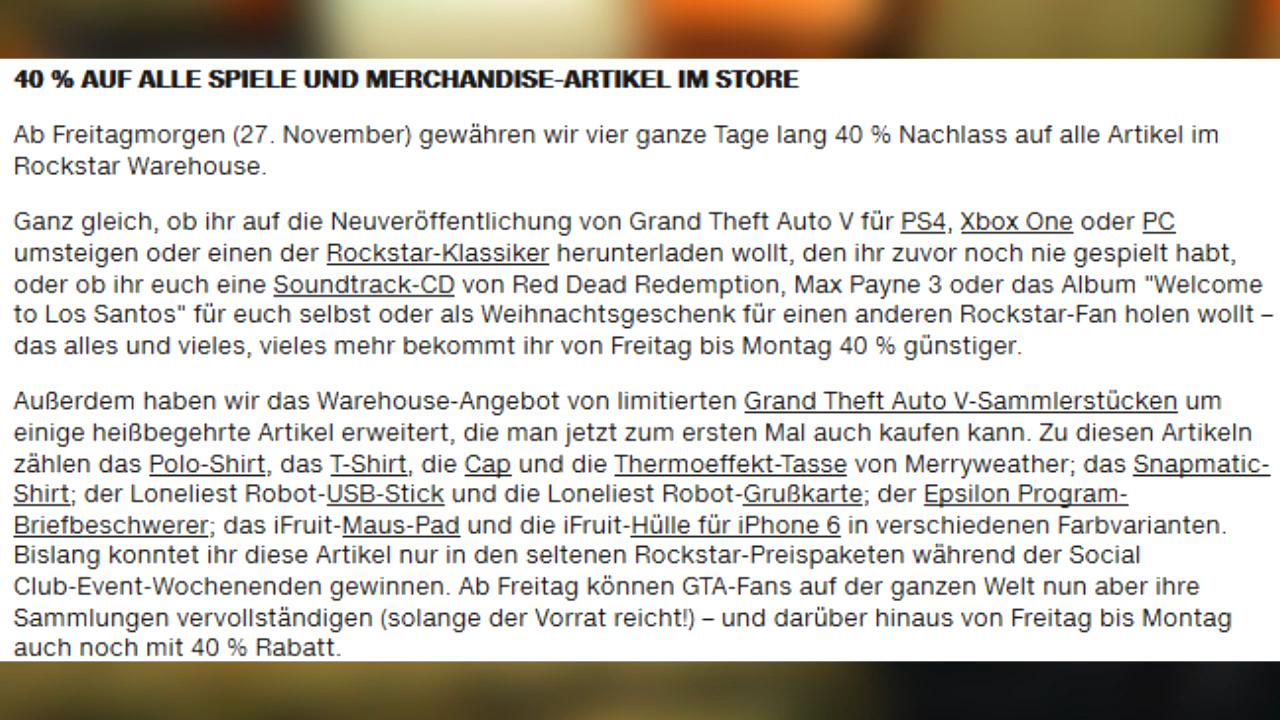 40 % AUF ALLE SPIELE UND MERCHANDISE-ARTIKEL IM STORE
Ab Freitagmorgen (27. November) gewähren wir vier ganze Tage lang 40 % Nachlass auf alle Artikel im
Rockstar Warehouse.
Ganz gleich, ob ihr auf die Neuveröffentlichung von Grand Theft Auto V für PS4, Xbox One oder PC
umsteigen oder einen der Rockstar-Klassiker herunterladen wollt, den ihr zuvor noch nie gespielt habt,
oder ob ihr euch eine Soundtrack-CD von Red Dead Redemption, Max Payne 3 oder das Album "Welcome
to Los Santos" für euch selbst oder als Weihnachtsgeschenk für einen anderen Rockstar-Fan holen wollt –
das alles und vieles, vieles mehr bekommt ihr von Freitag bis Montag 40 % günstiger.
Außerdem haben wir das Warehouse-Angebot von limitierten Grand Theft Auto V-Sammlerstücken um
einige heißbegehrte Artikel erweitert, die man jetzt zum ersten Mal auch kaufen kann. Zu diesen Artikeln
zählen das Polo-Shirt, das T-Shirt, die Cap und die Thermoeffekt-Tasse von Merryweather; das Snapmatic-
Shirt; der Loneliest Robot-USB-Stick und die Loneliest Robot-Grußkarte; der Epsilon Program-
Briefbeschwerer; das iFruit-Maus-Pad und die iFruit-Hülle für iPhone 6 in verschiedenen Farbvarianten.
Bislang konntet ihr diese Artikel nur in den seltenen Rockstar-Preispaketen während der Social
Club-Event-Wochenenden gewinnen. Ab Freitag können GTA-Fans auf der ganzen Welt nun aber ihre
Sammlungen vervollständigen (solange der Vorrat reicht!) – und darüber hinaus von Freitag bis Montag
auch noch mit 40 % Rabatt.